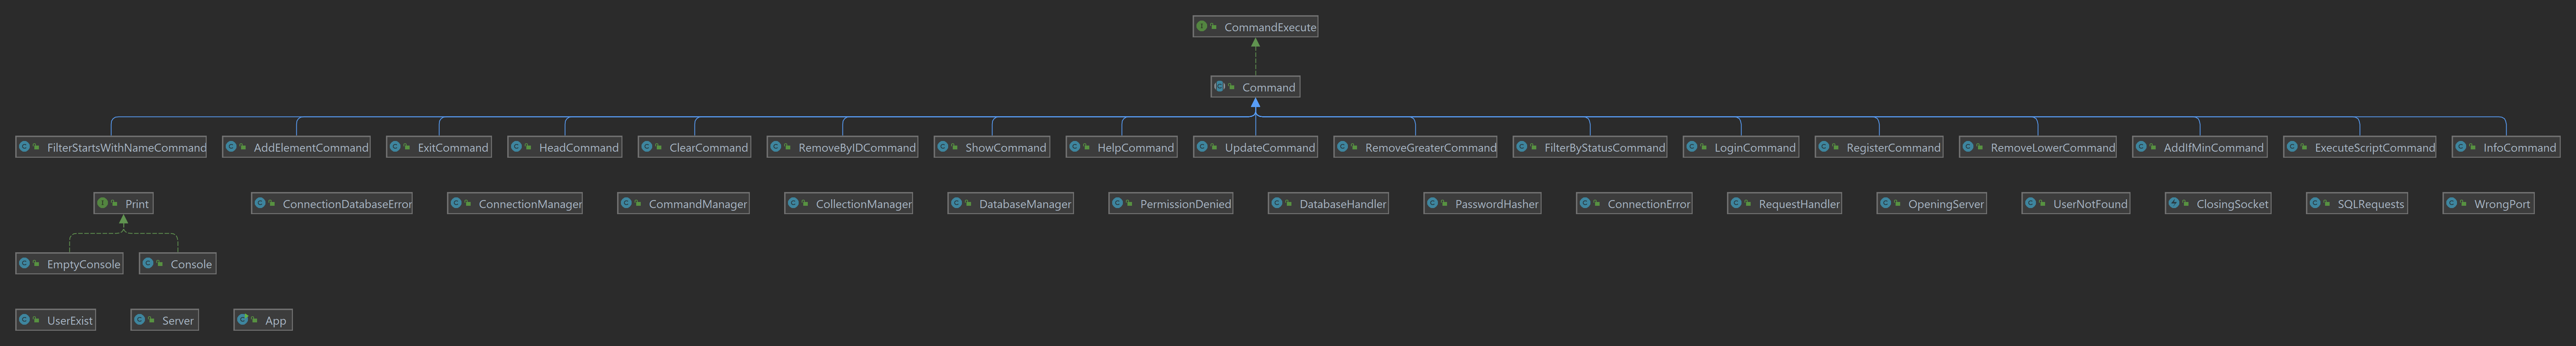 CommandExecute
Command
FilterStartsWithNameCommand AddElementCommand ExitCommand HeadCommand ClearCommand RemoveByIDCommand ShowCommand HelpCommand UpdateCommand RemoveGreaterCommand FilterByStatusCommand LoginCommand RegisterCommand RemoveLowerCommand AddIfMinCommand ExecuteScriptCommand InfoCommand
Print ConnectionDatabaseError ConnectionManager CommandManager CollectionManager DatabaseManager PermissionDenied DatabaseHandler PasswordHasher ConnectionError RequestHandler OpeningServer UserNotFound ClosingSocket SQLRequests WrongPort
EmptyConsole Console
UserExist Server App